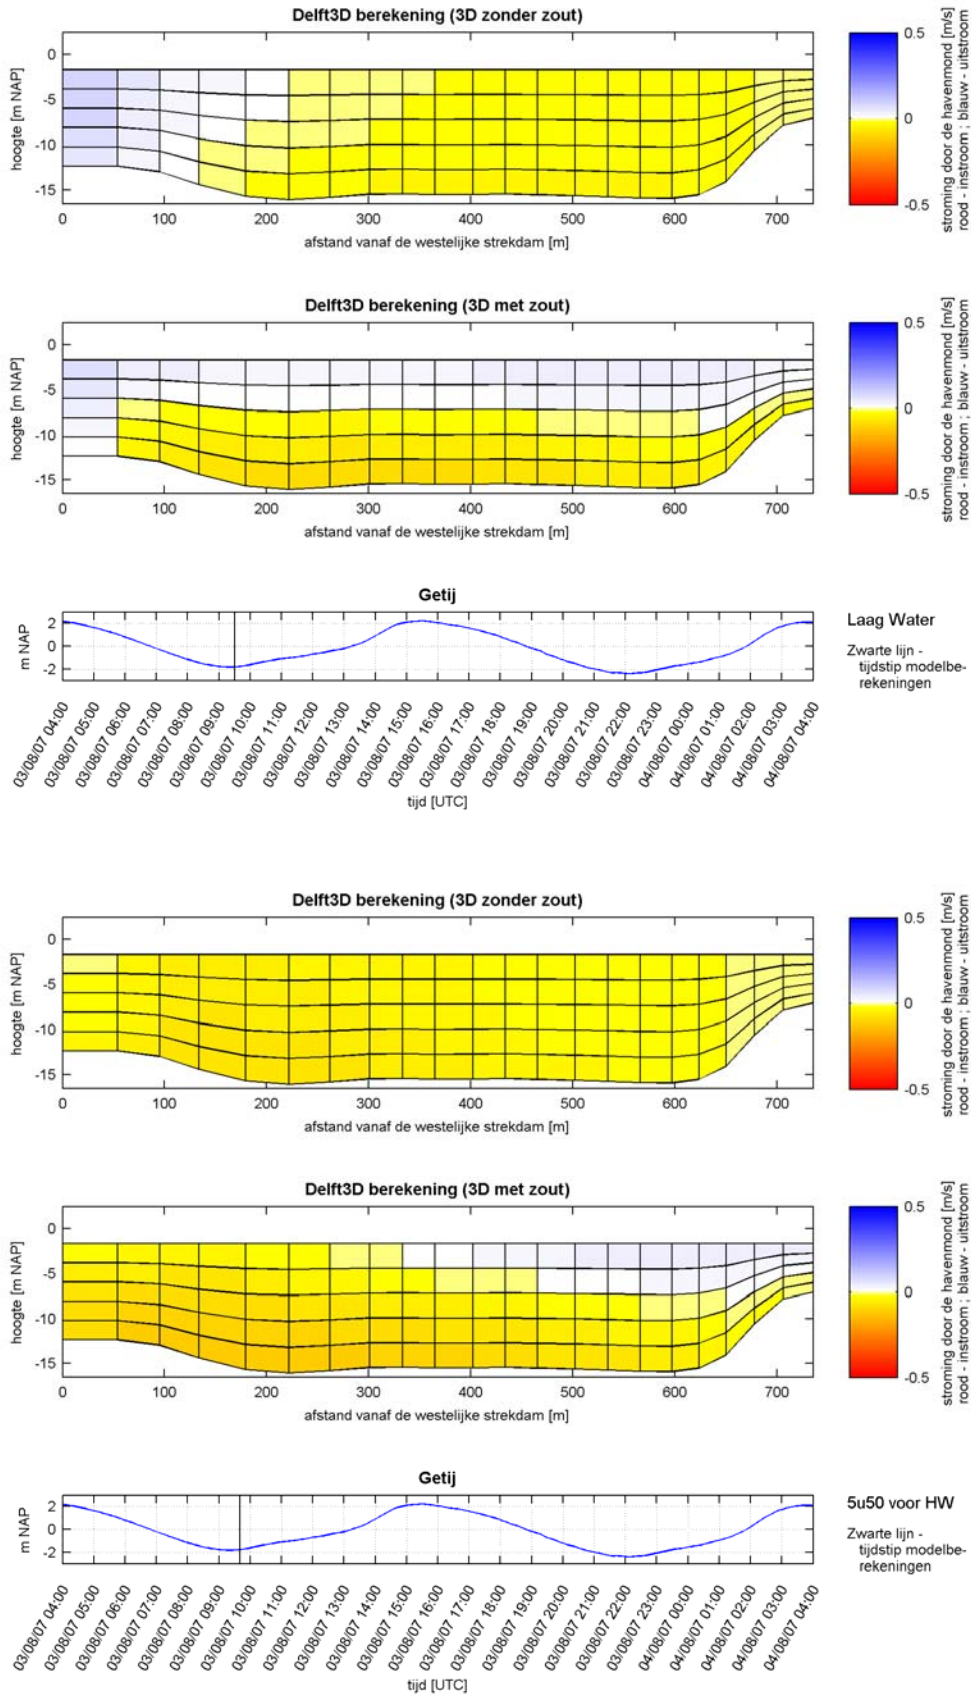 Delft3D berekening (3D zonder zout)
hoogte [m NAP]
0
-5
-10
-15
0 100 200 300 400 500 600 700
afstand vanaf de westelijke strekdam [m]
0.5
0
-0.5
stroming door de havenmond [m/s]
rood - instroom ; blauw - uitstroom
Delft3D berekening (3D met zout)
hoogte [m NAP]
0
-5
-10
-15
0 100 200 300 400 500 600 700
afstand vanaf de westelijke strekdam [m]
0.5
0
-0.5
stroming door de havenmond [m/s]
rood - instroom ; blauw - uitstroom
Getij
m NAP
2
0
-2
03/08/07 04:00
03/08/07 05:00
03/08/07 06:00
03/08/07 07:00
03/08/07 08:00
03/08/07 09:00
03/08/07 10:00
03/08/07 11:00
03/08/07 12:00
03/08/07 13:00
03/08/07 14:00
03/08/07 15:00
03/08/07 16:00
03/08/07 17:00
03/08/07 18:00
03/08/07 19:00
03/08/07 20:00
03/08/07 21:00
03/08/07 22:00
03/08/07 23:00
04/08/07 00:00
04/08/07 01:00
04/08/07 02:00
04/08/07 03:00
04/08/07 04:00
tijd [UTC]
Laag Water
Zwarte lijn -
tijdstip modelbe-
rekeningen
Delft3D berekening (3D zonder zout)
hoogte [m NAP]
0
-5
-10
-15
0 100 200 300 400 500 600 700
afstand vanaf de westelijke strekdam [m]
0.5
0
-0.5
stroming door de havenmond [m/s]
rood - instroom ; blauw - uitstroom
Delft3D berekening (3D met zout)
hoogte [m NAP]
0
-5
-10
-15
0 100 200 300 400 500 600 700
afstand vanaf de westelijke strekdam [m]
0.5
0
-0.5
stroming door de havenmond [m/s]
rood - instroom ; blauw - uitstroom
Getij
m NAP
2
0
-2
03/08/07 04:00
03/08/07 05:00
03/08/07 06:00
03/08/07 07:00
03/08/07 08:00
03/08/07 09:00
03/08/07 10:00
03/08/07 11:00
03/08/07 12:00
03/08/07 13:00
03/08/07 14:00
03/08/07 15:00
03/08/07 16:00
03/08/07 17:00
03/08/07 18:00
03/08/07 19:00
03/08/07 20:00
03/08/07 21:00
03/08/07 22:00
03/08/07 23:00
04/08/07 00:00
04/08/07 01:00
04/08/07 02:00
04/08/07 03:00
04/08/07 04:00
tijd [UTC]
5u50 voor HW
Zwarte lijn -
tijdstip modelbe-
rekeningen